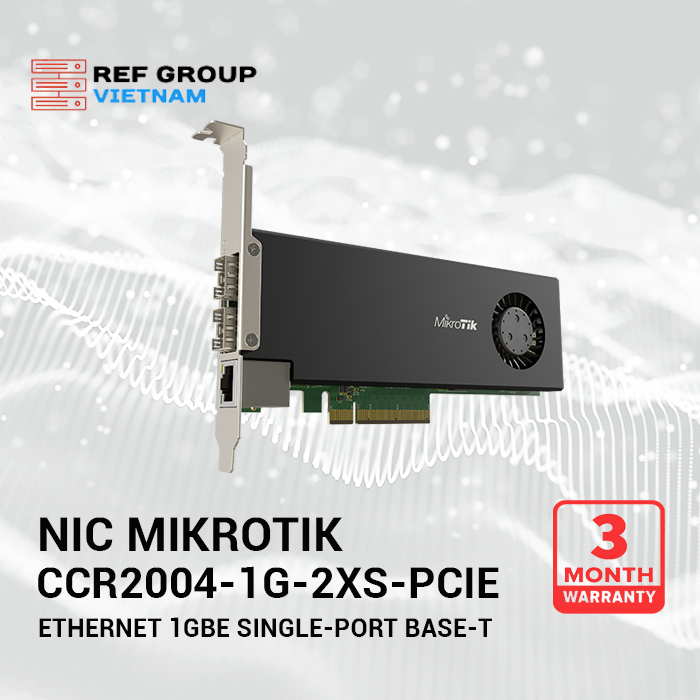 REF GROUP
VIETNAM
MikroTik
NIC MIKROTIK
CCR2004-1G-2XS-PCIE
ETHERNET 1GBE SINGLE-PORT BASE-T
3
MONTH
WARRANTY